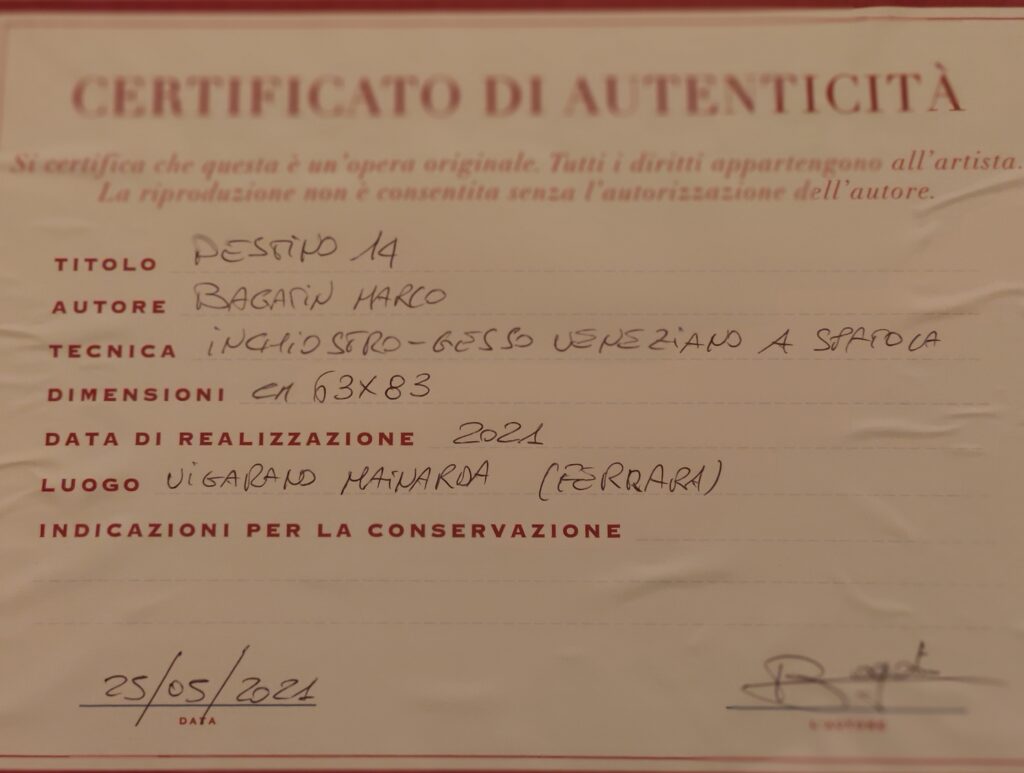 CERTIFICATO DI AUTENTICITÀ
Si certifica che questa è un'opera originale. Tutti i diritti appartengono all'artista.
La riproduzione non è consentita senza l'autorizzazione dell'autore.
TITOLO DESTINO 14
AUTORE BAGATIN MARCO
TECNICA INCHIOSTRO-GESSO VENEZIANO A SPATOLA
DIMENSIONI cm 63x83
DATA DI REALIZZAZIONE 2021
LUOGO VIGARANO MAINARDA (FERRARA)
INDICAZIONI PER LA CONSERVAZIONE
25/05/2021
DATA
L'AUTORE